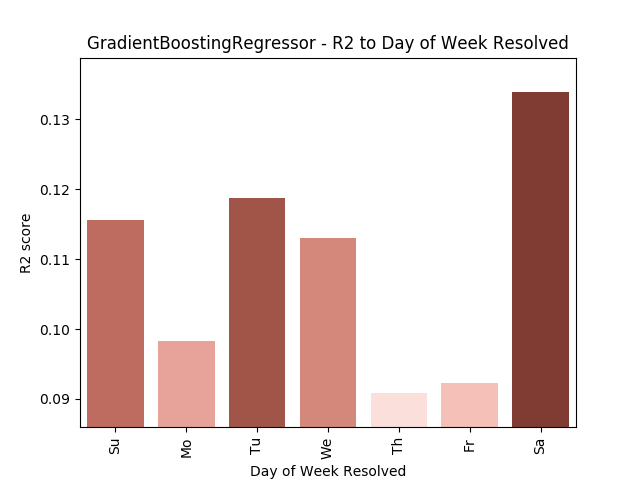 GradientBoostingRegressor - R2 to Day of Week Resolved
R2 score
0.13
0.12
0.11
0.10
0.09
Su Mo Tu We Th Fr Sa
Day of Week Resolved